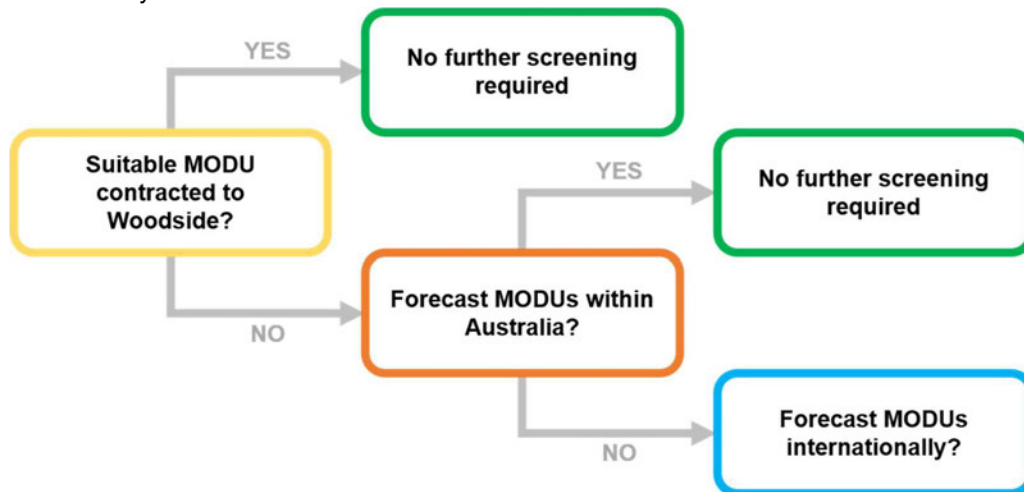 YES
No further screening
required
Suitable MODU
contracted to
Woodside?
YES
No further screening
required
NO
Forecast MODUs within
Australia?
NO
Forecast MODUs
internationally?